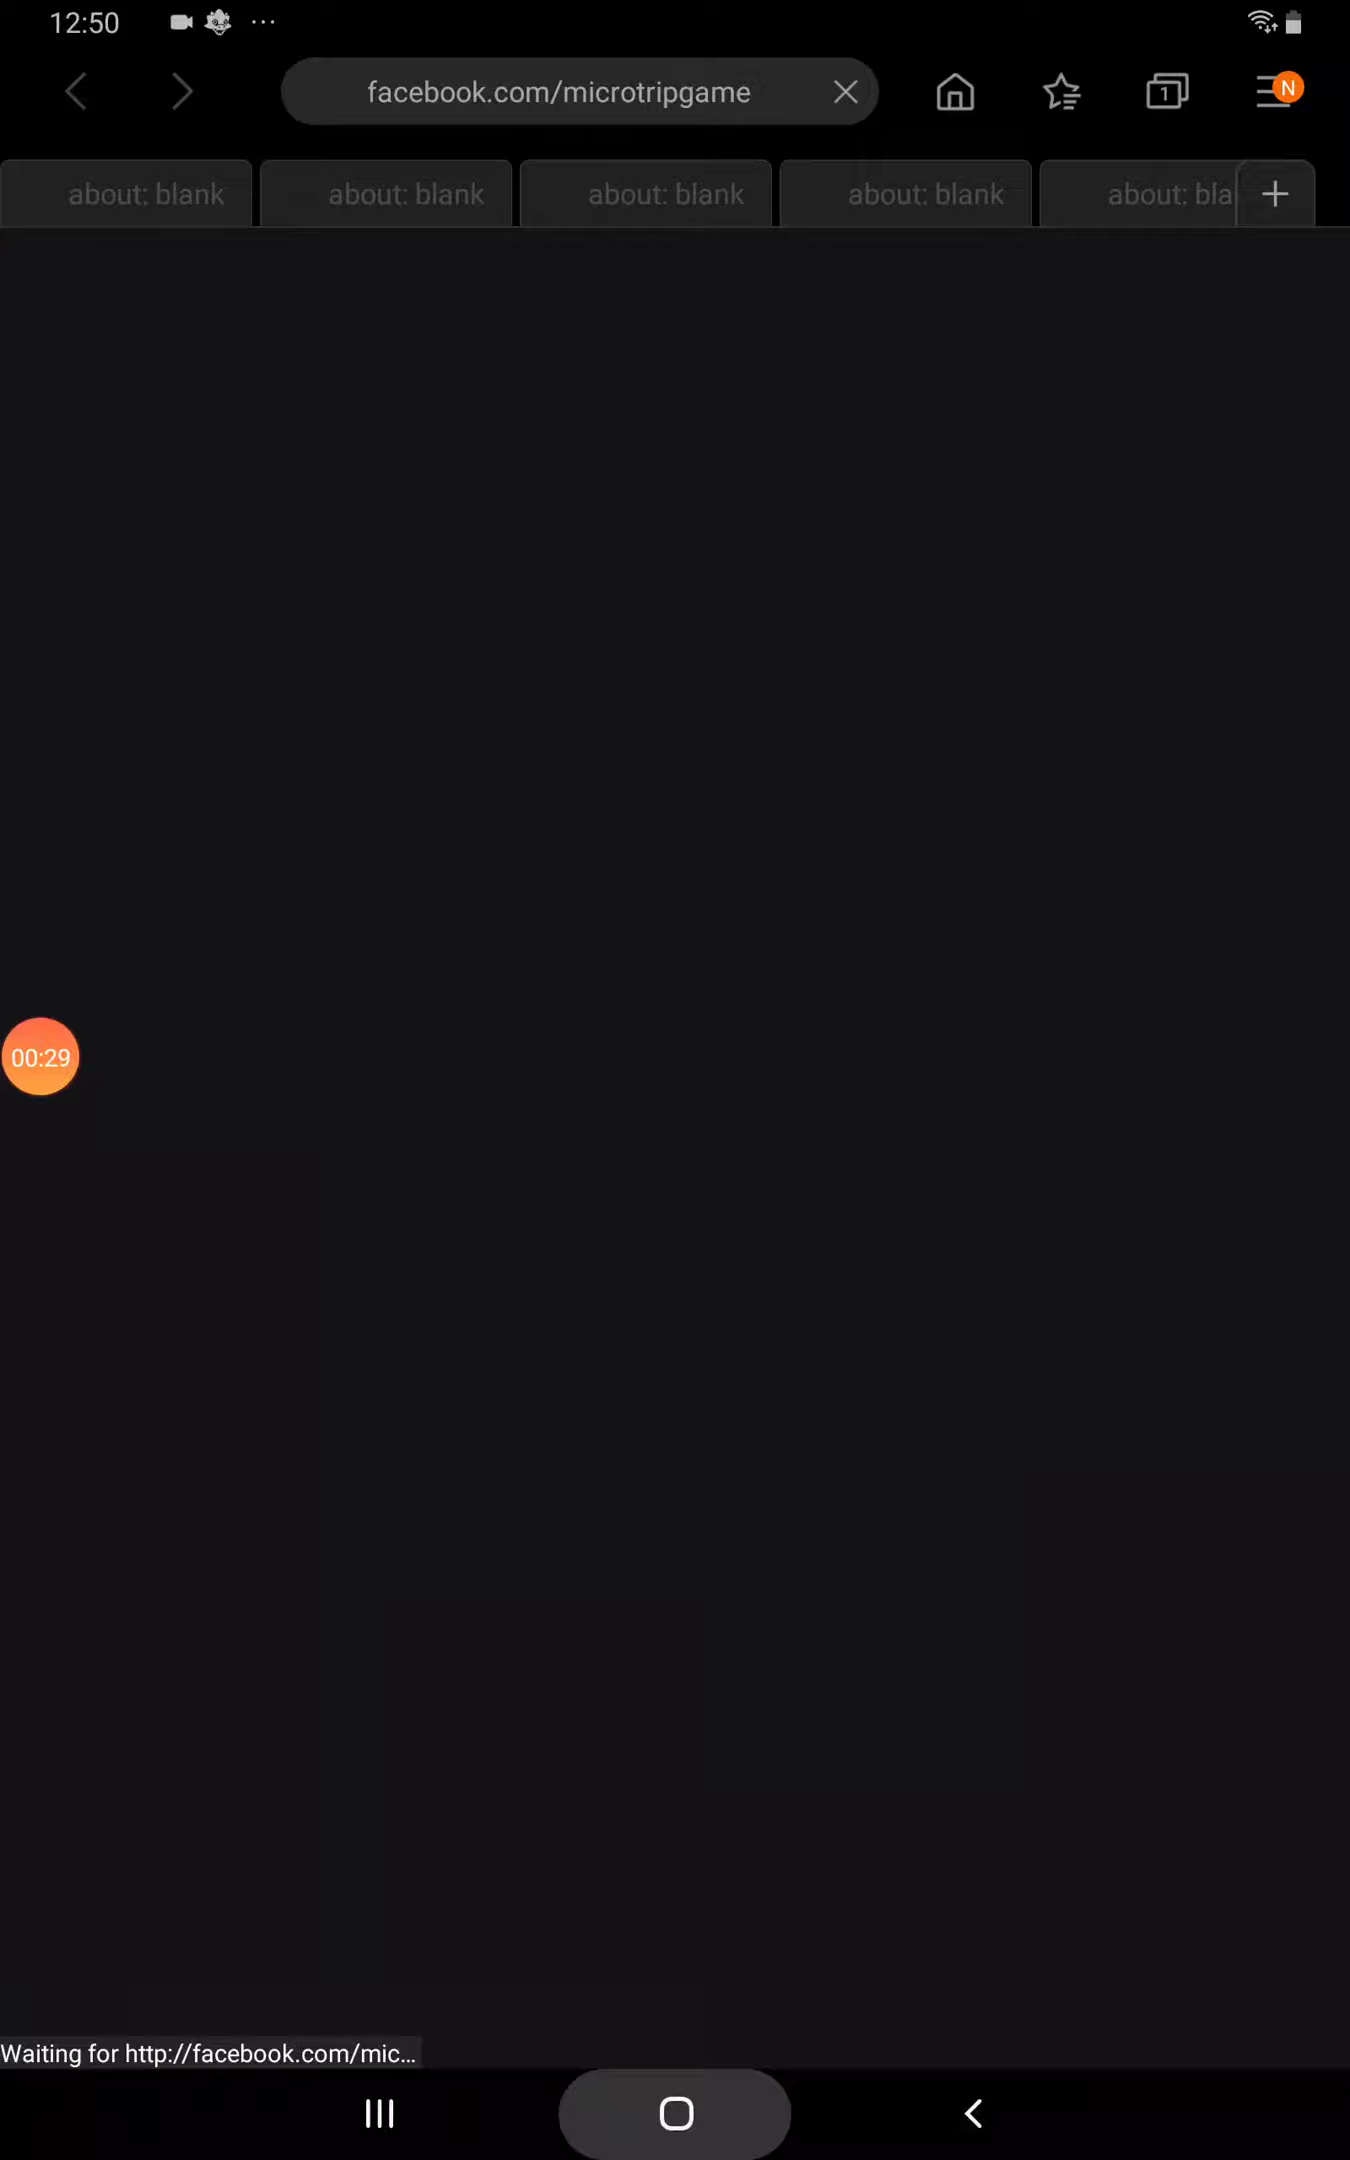 12:50
facebook.com/microtripgame
1
N
about: blank
about: blank
about: blank
about: blank
about: bla
00:29
Waiting for http://facebook.com/mic...